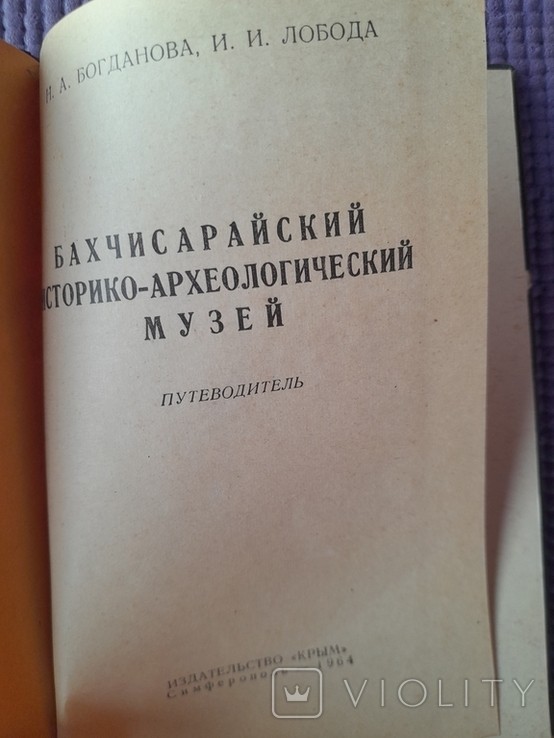 Н. А. БОГДАНОВА, И. И. ЛОБОДА
БАХЧИСАРАЙСКИЙ
ИСТОРИКО-АРХЕОЛОГИЧЕСКИЙ
МУЗЕЙ
ПУТЕВОДИТЕЛЬ
ИЗДАТЕЛЬСТВО «КРЫМ»
Симферополь — 1964
VIOLITY